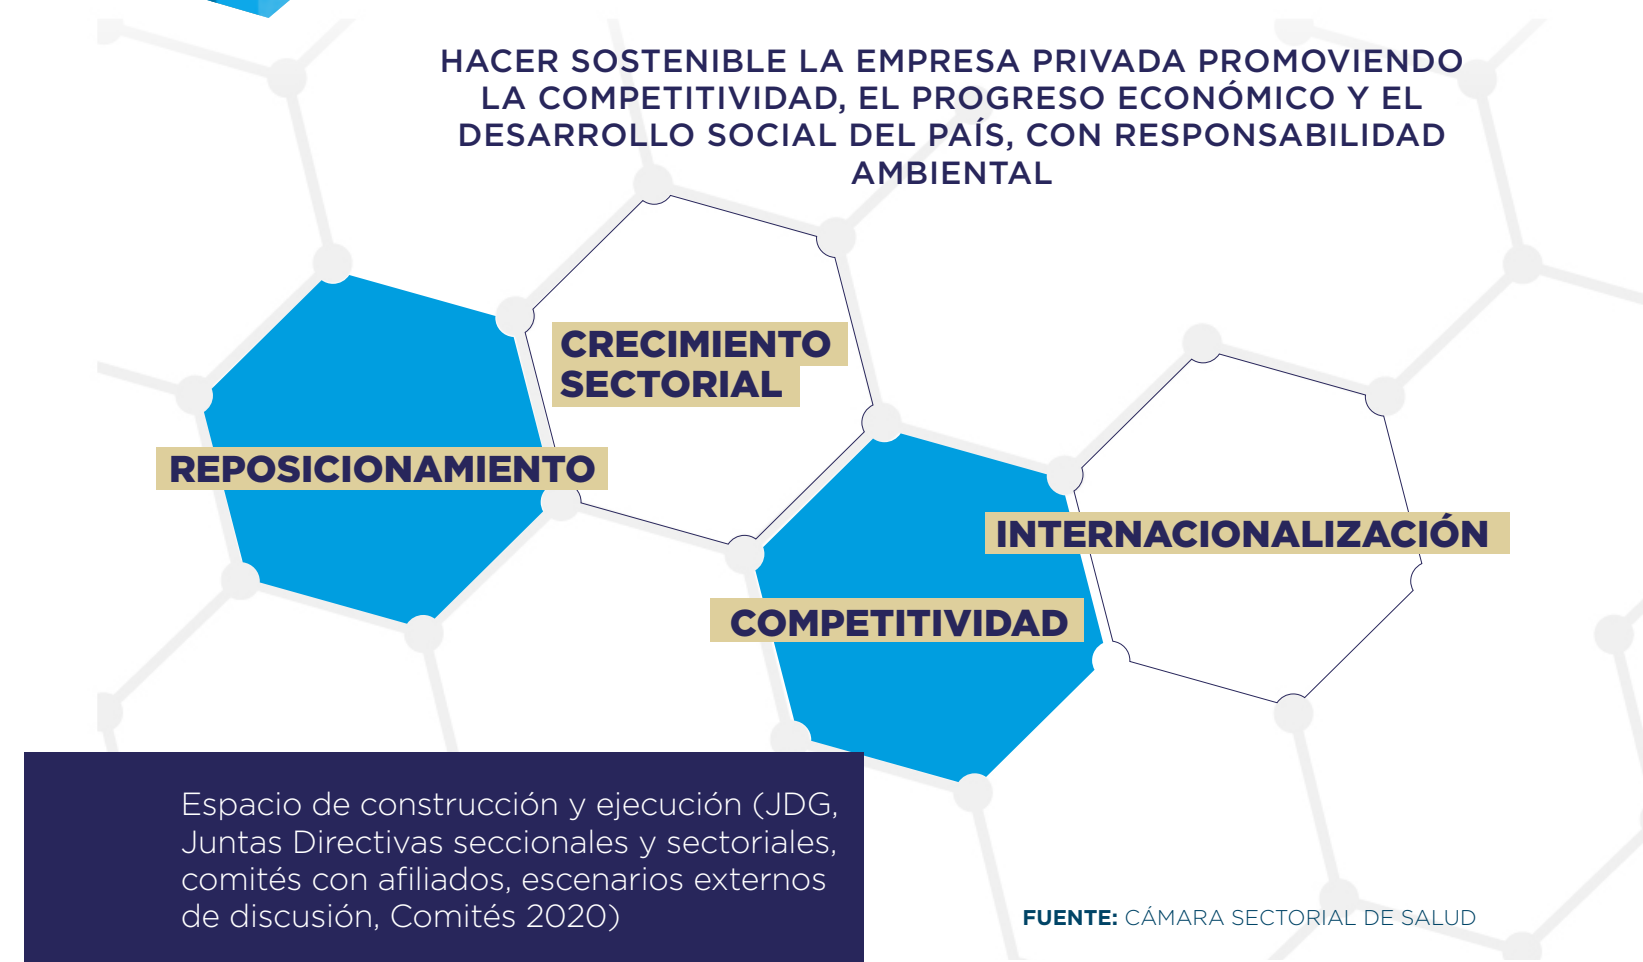 HACER SOSTENIBLE LA EMPRESA PRIVADA PROMOVIENDO
LA COMPETITIVIDAD, EL PROGRESO ECONÓMICO Y EL
DESARROLLO SOCIAL DEL PAÍS, CON RESPONSABILIDAD
AMBIENTAL
CRECIMIENTO
SECTORIAL
REPOSICIONAMIENTO
INTERNACIONALIZACIÓN
COMPETITIVIDAD
Espacio de construcción y ejecución (JDG,
Juntas Directivas seccionales y sectoriales,
comités con afiliados, escenarios externos
de discusión, Comités 2020)
FUENTE: CÁMARA SECTORIAL DE SALUD